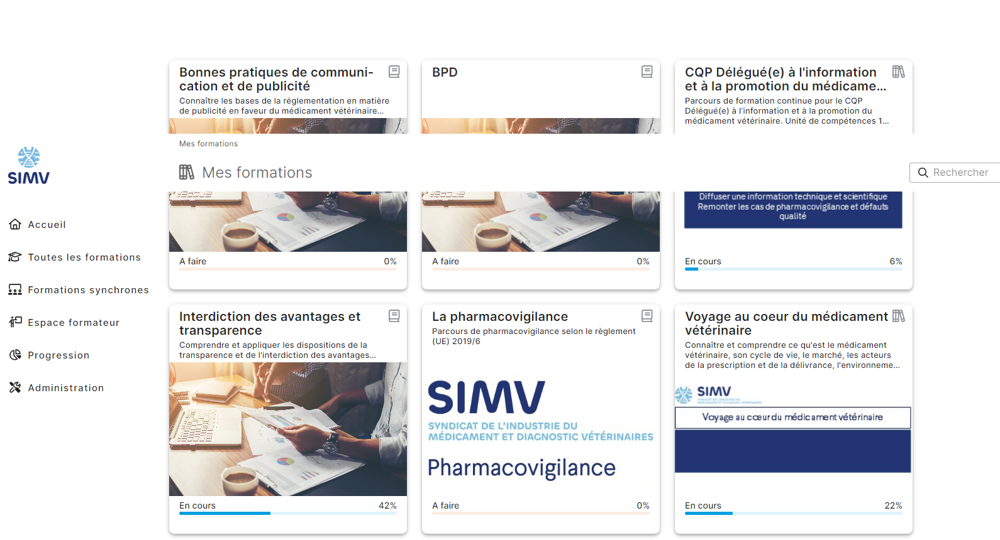 Bonnes pratiques de communi-
cation et de publicité
Connaître les bases de la réglementation en matière
de publicité en faveur du médicament vétérinaire...
BPD
CQP Délégué(e) à l'information
et à la promotion du médicame...
Parcours de formation continue pour le CQP
Délégué(e) à l'information et à la promotion du
médicament vétérinaire. Unité de compétences 1...
Mes formations
SIMV
Mes formations
Rechercher
Diffuser une information technique et scientifique
Remonter les cas de pharmacovigilance et défauts
qualité
Accueil
Toutes les formations
Formations synchrones
Espace formateur
Progression
Administration
A faire 0%
A faire 0%
En cours 6%
Interdiction des avantages et
transparence
Comprendre et appliquer les dispositions de la
transparence et de l'interdiction des avantages...
En cours 42%
La pharmacovigilance
Parcours de pharmacovigilance selon le règlement
(UE) 2019/6
SIMV
SYNDICAT DE L'INDUSTRIE DU
MÉDICAMENT ET DIAGNOSTIC VÉTÉRINAIRES
Pharmacovigilance
A faire 0%
Voyage au coeur du médicament
vétérinaire
Connaître et comprendre ce qu'est le médicament
vétérinaire, son cycle de vie, le marché, les acteurs
de la prescription et de la délivrance, l'environneme...
SIMV
SYNDICAT DE L'INDUSTRIE DU
MÉDICAMENT ET DIAGNOSTIC VÉTÉRINAIRES
Voyage au cœur du médicament vétérinaire
En cours 22%